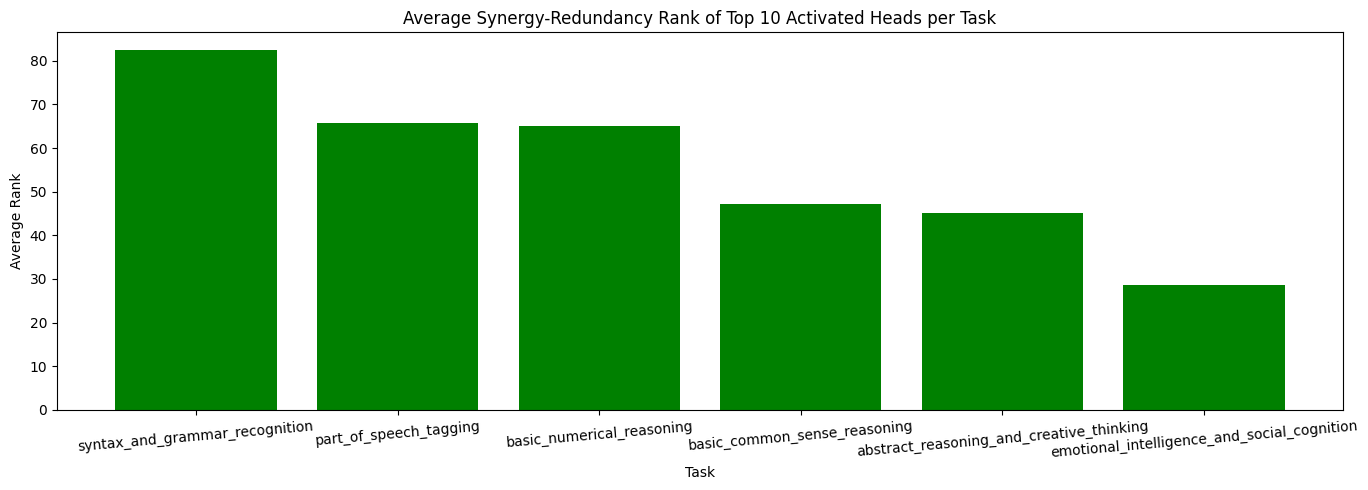 Average Synergy-Redundancy Rank of Top 10 Activated Heads per Task
Average Rank
80
70
60
50
40
30
20
10
0
syntax_and_grammar_recognition
part_of_speech_tagging
basic_numerical_reasoning
basic_common_sense_reasoning
abstract_reasoning_and_creative_thinking
emotional_intelligence_and_social_cognition
Task